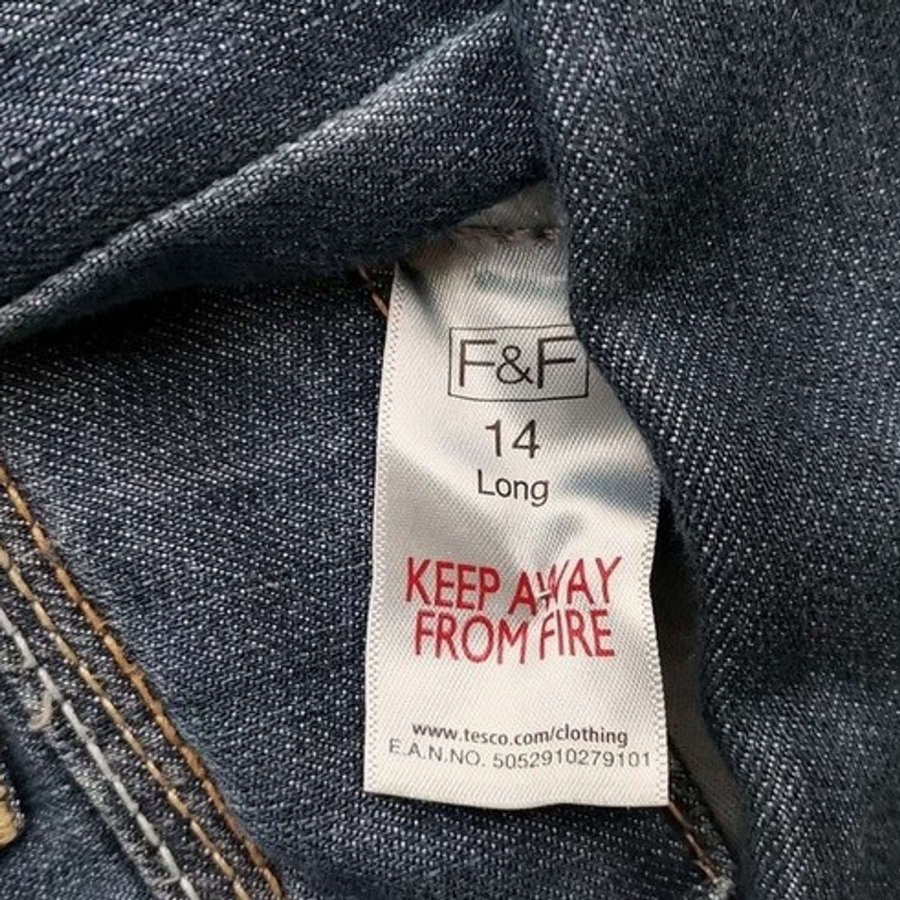 F&F
14
Long
KEEP AWAY
FROM FIRE
www.tesco.com/clothing
E.A.N.NO. 5052910279101